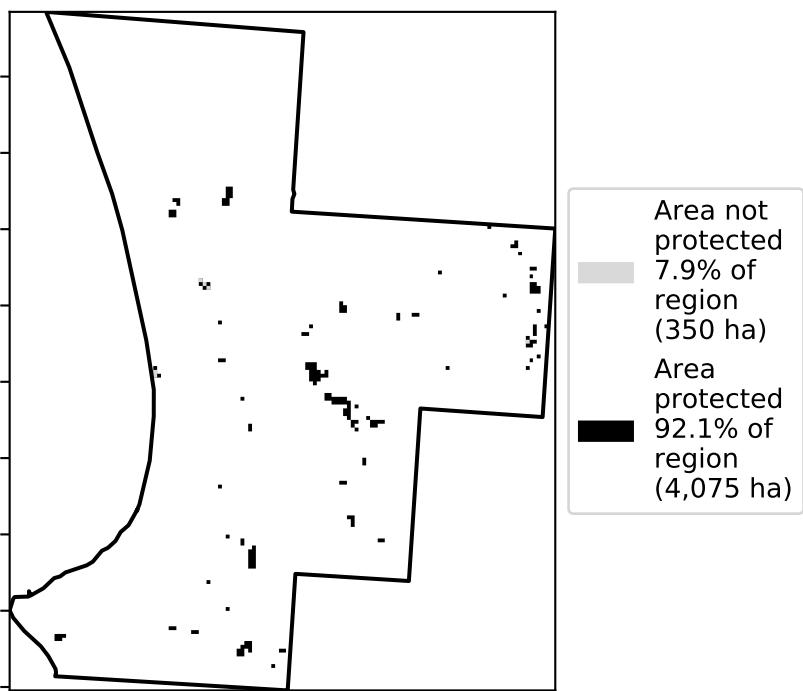 Area not
protected
7.9% of
region
(350 ha)
Area
protected
92.1% of
region
(4,075 ha)